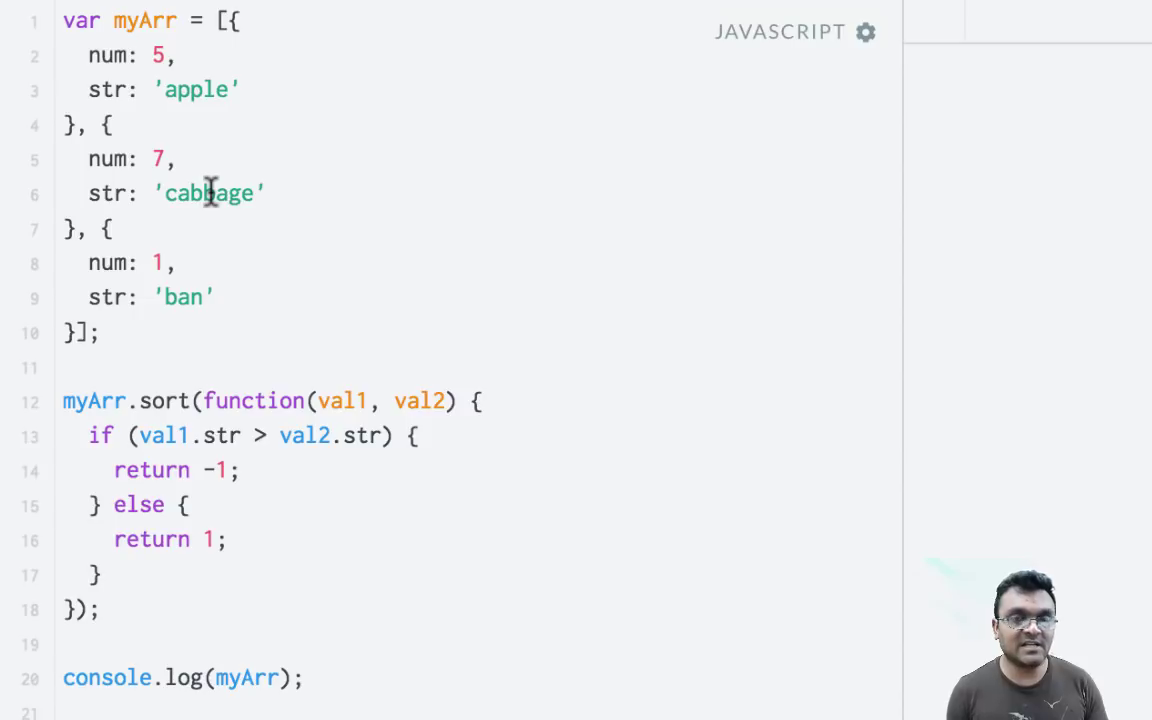 1 var myArr = [{
JAVASCRIPT
2 num: 5,
3 str: 'apple'
4 }, {
5 num: 7,
6 str: 'cabbage'
7 }, {
8 num: 1,
9 str: 'ban'
10 }];
11
12 myArr.sort(function(val1, val2) {
13 if (val1.str > val2.str) {
14 return -1;
15 } else {
16 return 1;
17 }
18 });
19
20 console.log(myArr);
21